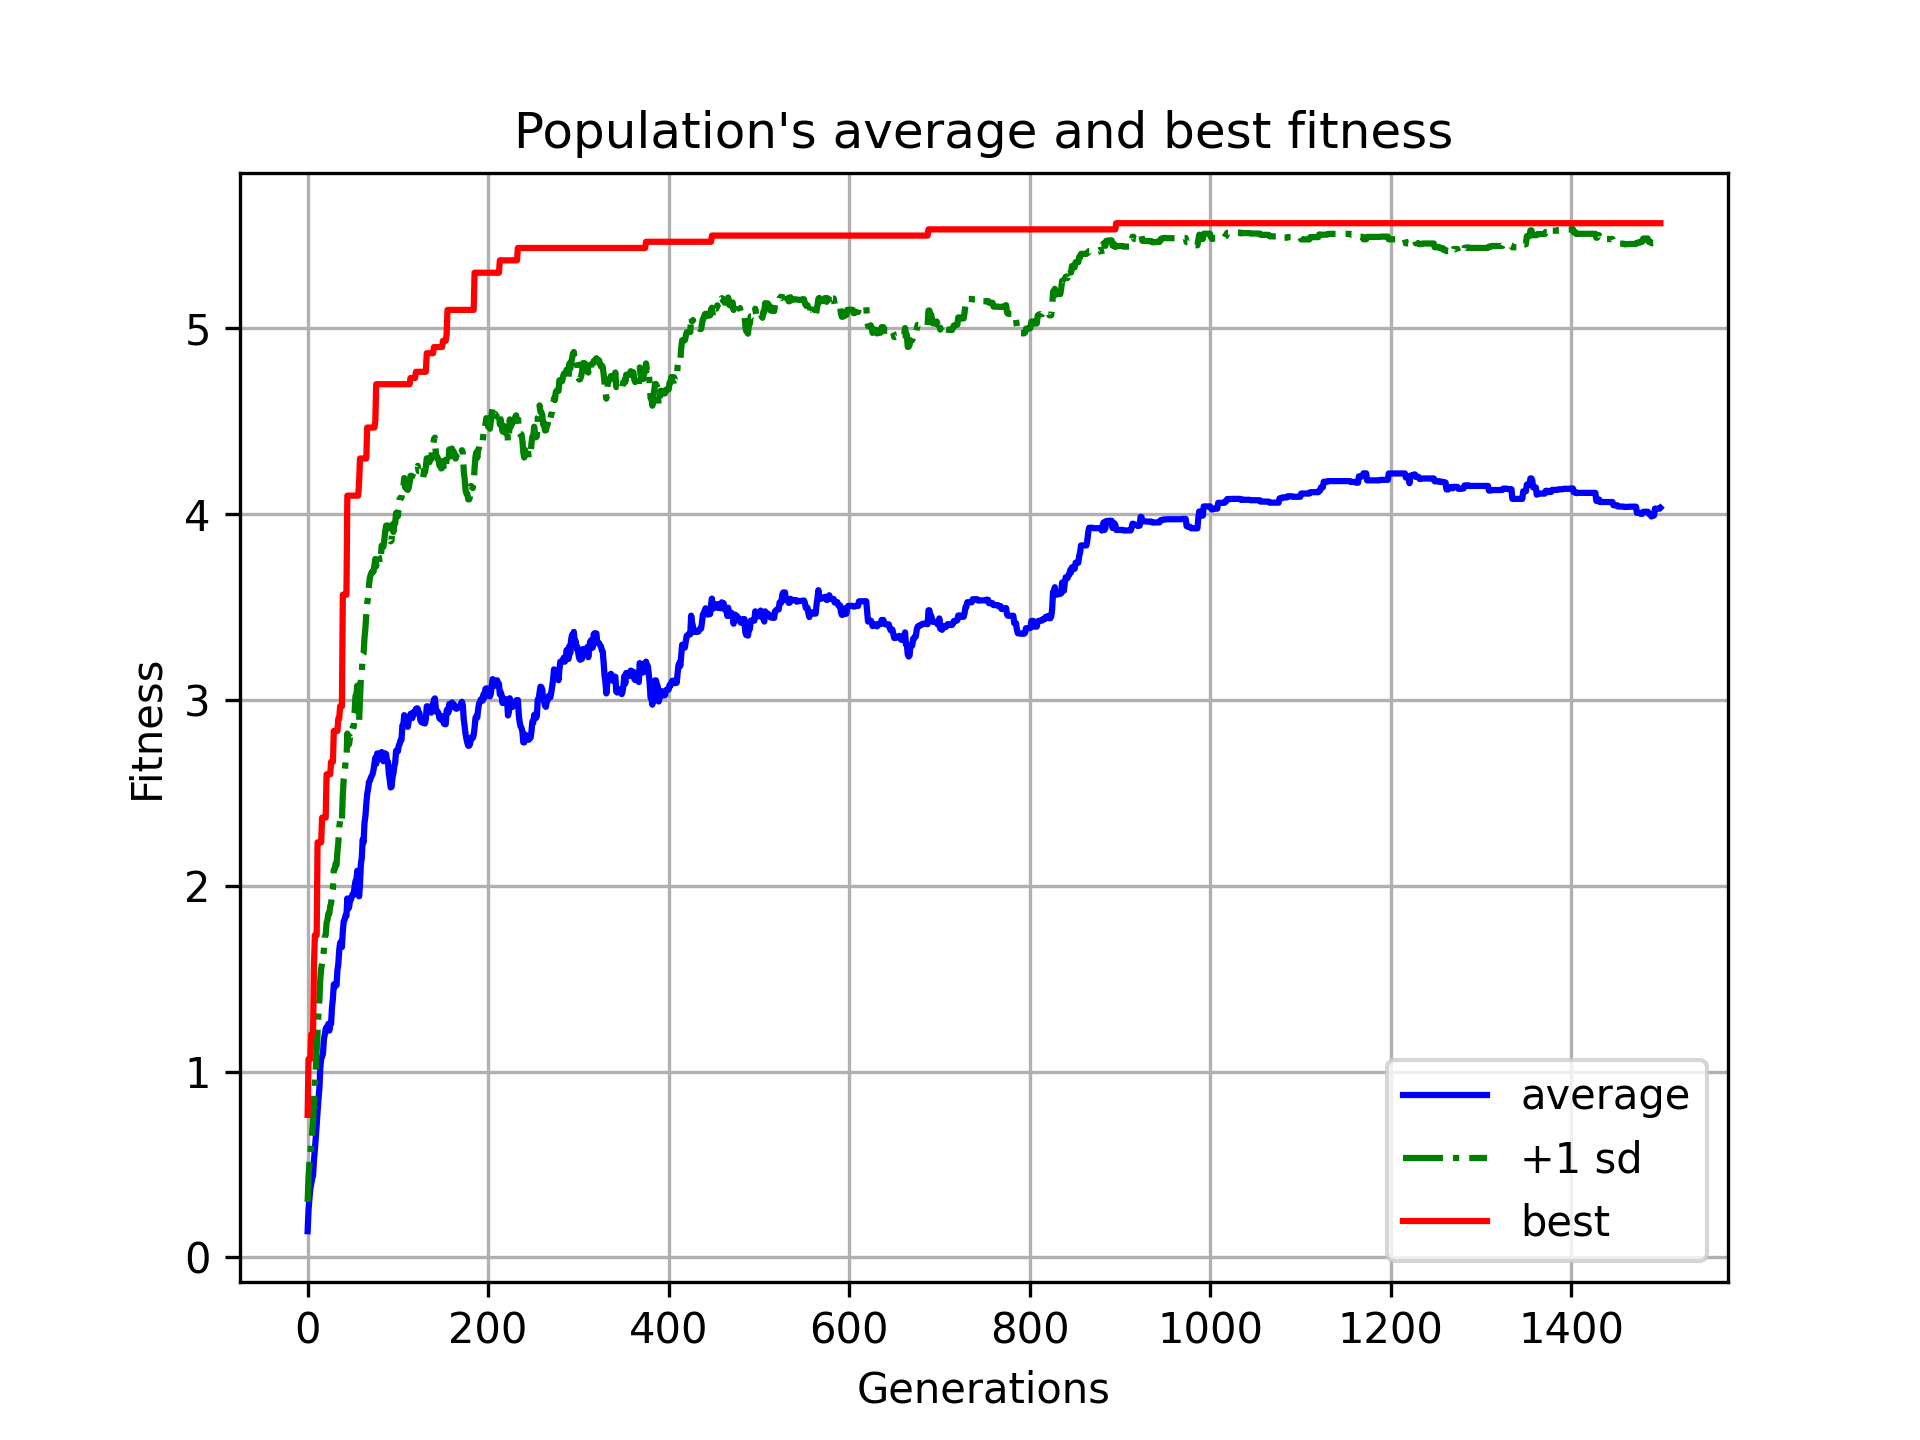 Population's average and best fitness
Fitness
5
4
3
2
1
0
0 200 400 600 800 1000 1200 1400
Generations
average
+1 sd
best